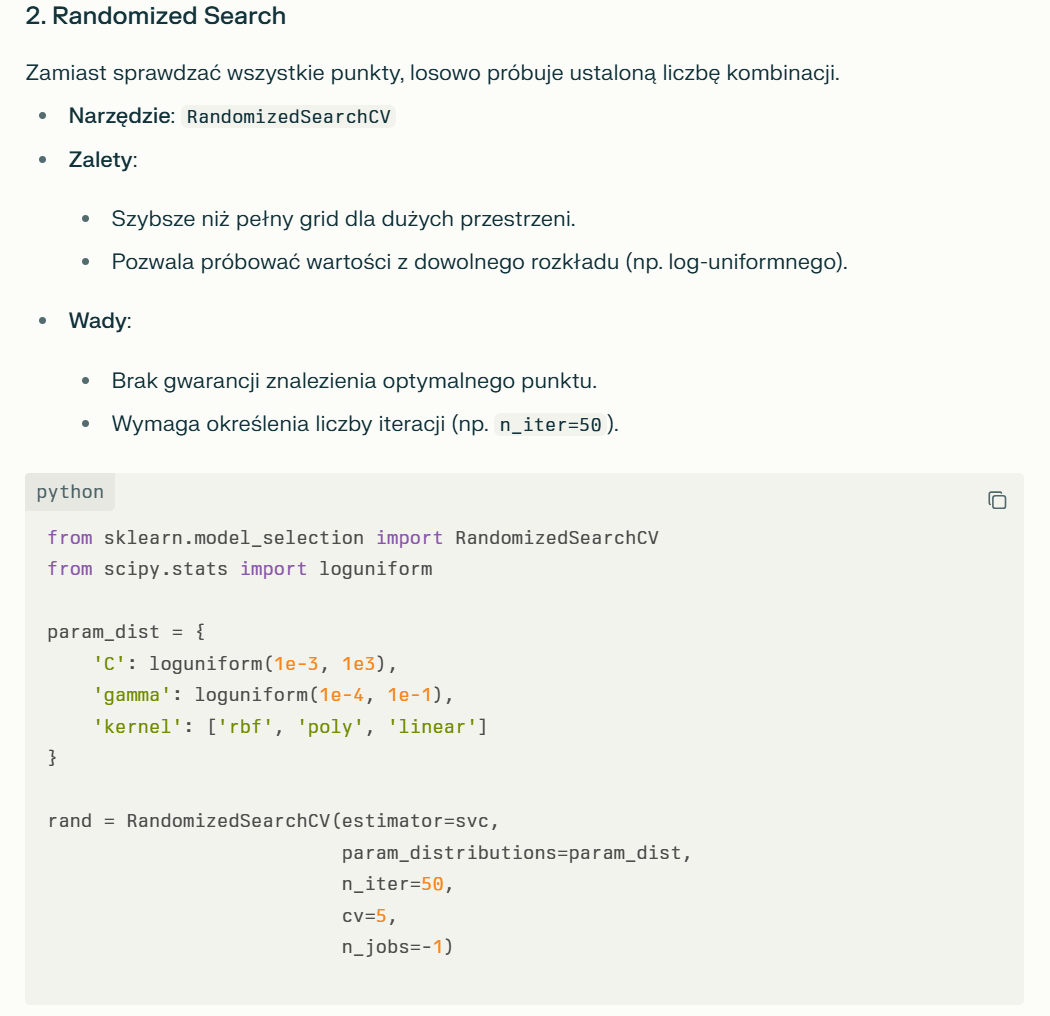 2. Randomized Search
Zamiast sprawdzać wszystkie punkty, losowo próbuje ustaloną liczbę kombinacji.
• Narzędzie: RandomizedSearchCV
• Zalety:
• Szybsze niż pełny grid dla dużych przestrzeni.
• Pozwala próbować wartości z dowolnego rozkładu (np. log-uniformnego).
• Wady:
• Brak gwarancji znalezienia optymalnego punktu.
• Wymaga określenia liczby iteracji (np. n_iter=50).
python
from sklearn.model_selection import RandomizedSearchCV
from scipy.stats import loguniform

param_dist = {
    'C': loguniform(1e-3, 1e3),
    'gamma': loguniform(1e-4, 1e-1),
    'kernel': ['rbf', 'poly', 'linear']
}

rand = RandomizedSearchCV(estimator=svc,
                          param_distributions=param_dist,
                          n_iter=50,
                          cv=5,
                          n_jobs=-1)